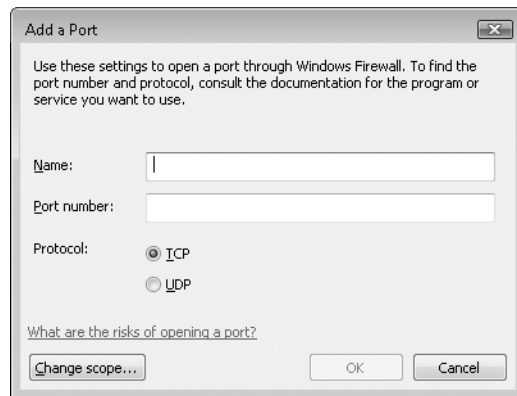 Add a Port
Use these settings to open a port through Windows Firewall. To find the
port number and protocol, consult the documentation for the program or
service you want to use.
Name:
Port number:
Protocol:
TCP
UDP
What are the risks of opening a port?
Change scope...
OK
Cancel